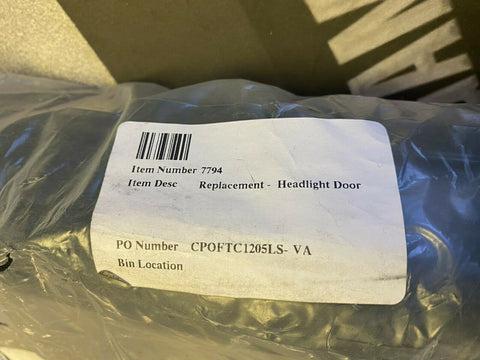 Item Number 7794
Item Desc Replacement - Headlight Door
PO Number CPOFTC1205LS- VA
Bin Location